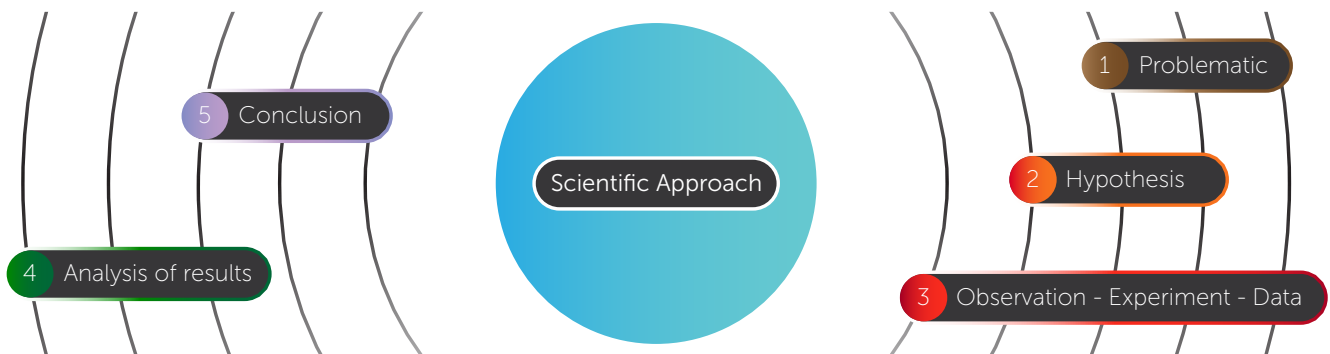 Scientific Approach
1 Problematic
2 Hypothesis
3 Observation - Experiment - Data
4 Analysis of results
5 Conclusion